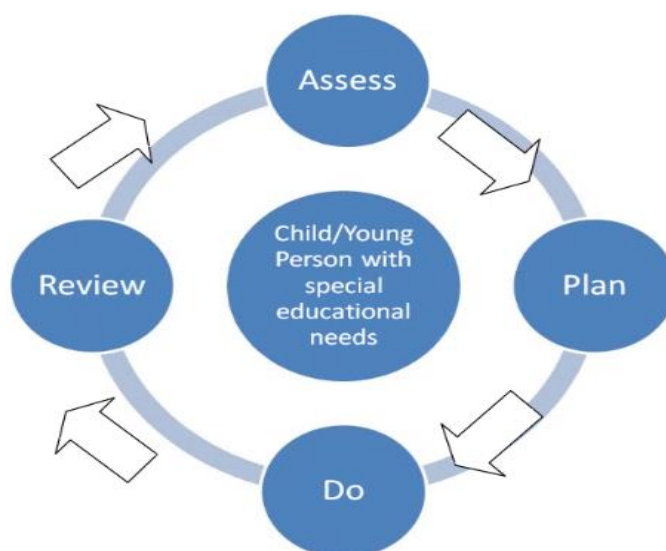 Assess
Child/Young
Person with
special
educational
needs
Review
Plan
Do